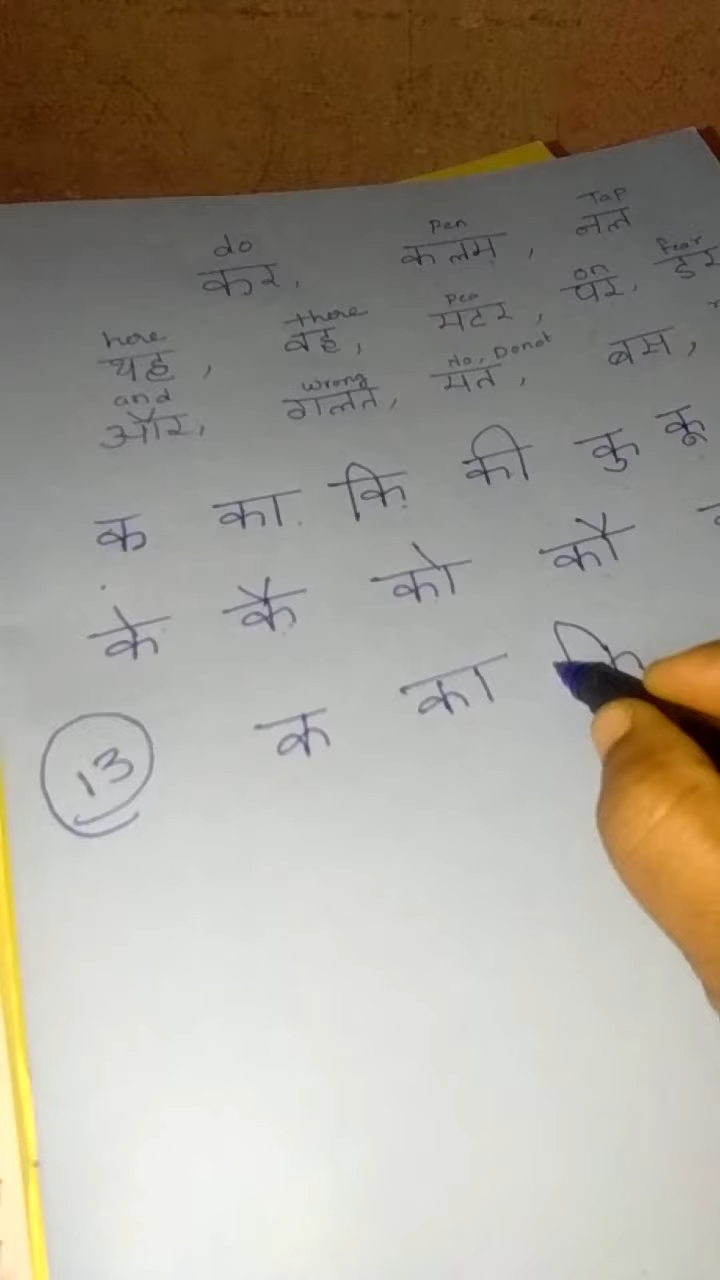 do Pen Tap
कर, कलम, नल
here there Pea on Fear
यह, वह, मटर, पर, डर
and Wrong No, Donot
और, गलत, मत, बस,
क का कि की कु कू
के कै को कौ
13 क का कि